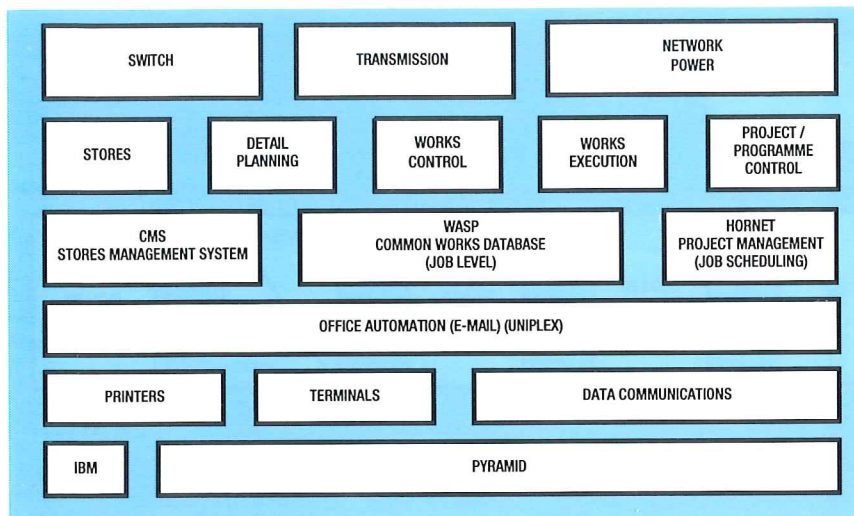 SWITCH
TRANSMISSION
NETWORK
POWER
STORES
DETAIL
PLANNING
WORKS
CONTROL
WORKS
EXECUTION
PROJECT /
PROGRAMME
CONTROL
CMS
STORES MANAGEMENT SYSTEM
WASP
COMMON WORKS DATABASE
(JOB LEVEL)
HORNET
PROJECT MANAGEMENT
(JOB SCHEDULING)
OFFICE AUTOMATION (E-MAIL) (UNIPLEX)
PRINTERS
TERMINALS
DATA COMMUNICATIONS
IBM
PYRAMID